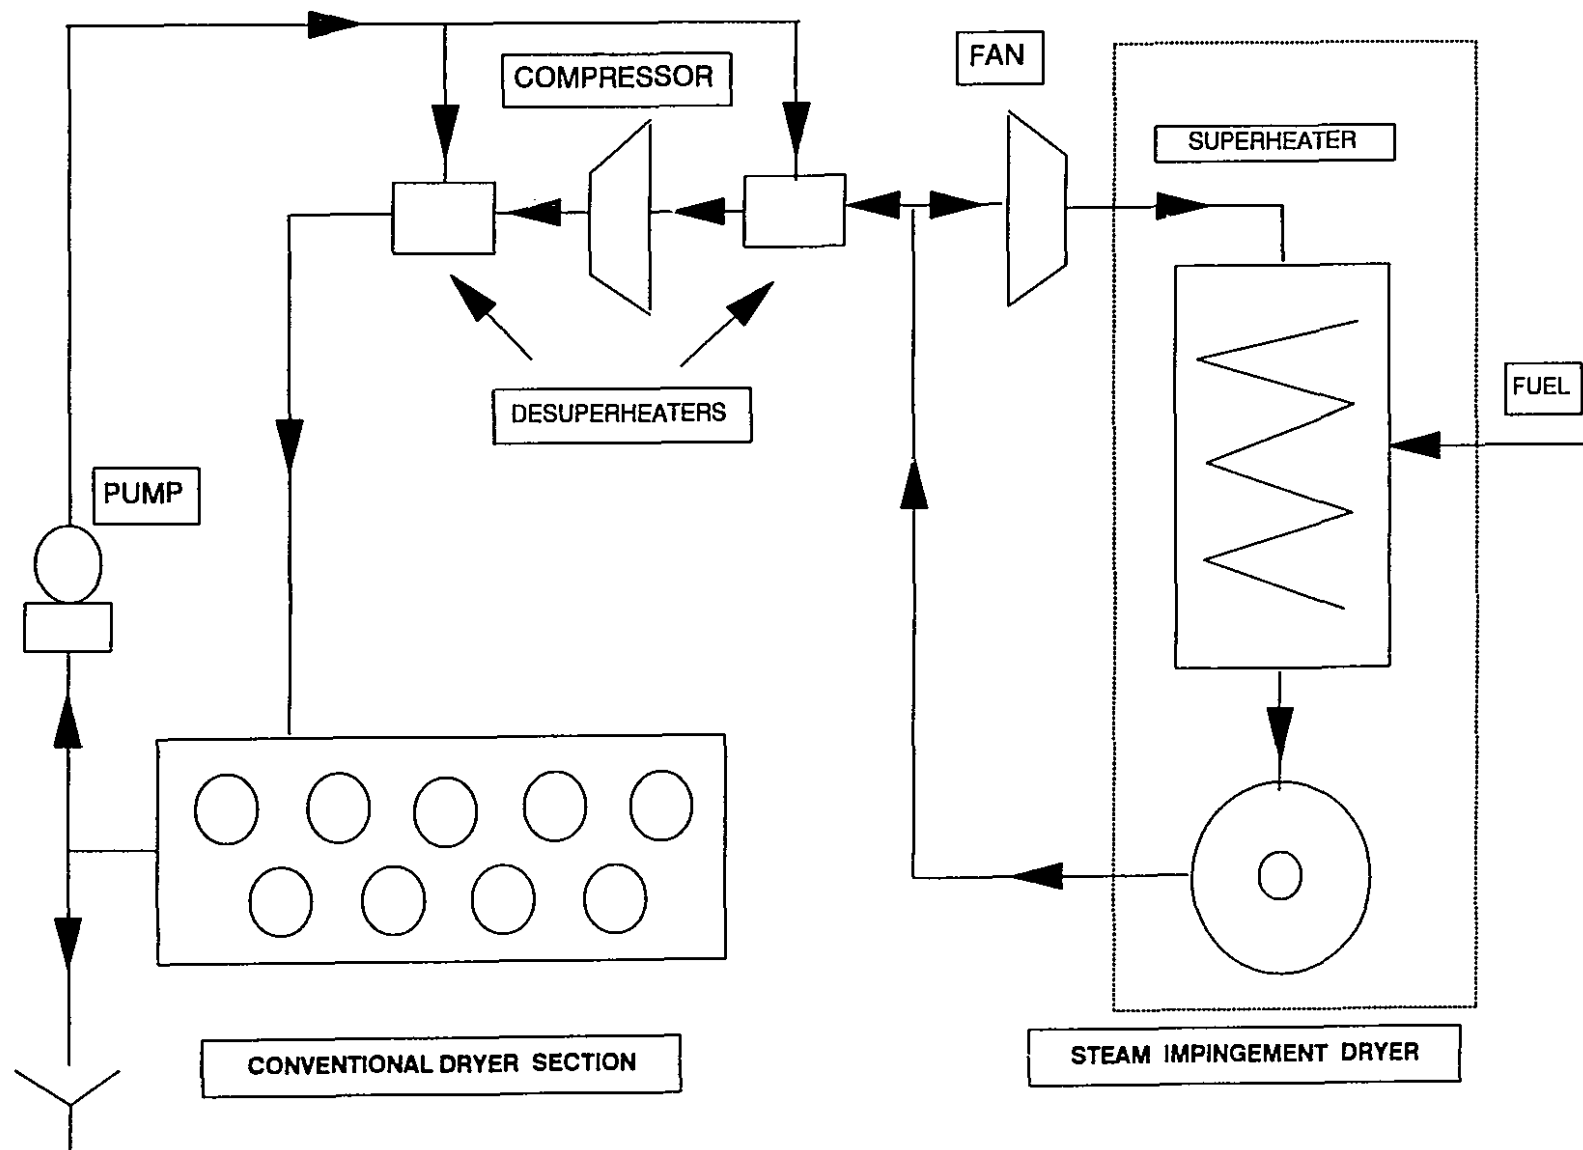 COMPRESSOR
FAN
SUPERHEATER
DESUPERHEATERS
FUEL
PUMP
CONVENTIONAL DRYER SECTION
STEAM IMPINGEMENT DRYER